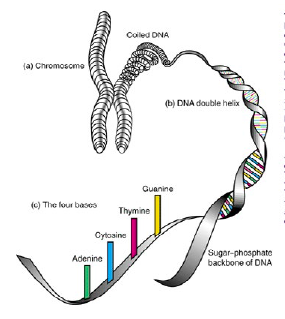 Coiled DNA
(a) Chromosome
(b) DNA double helix
(c) The four bases
Guanine
Thymine
Cytosine
Adenine
Sugar–phosphate
backbone of DNA